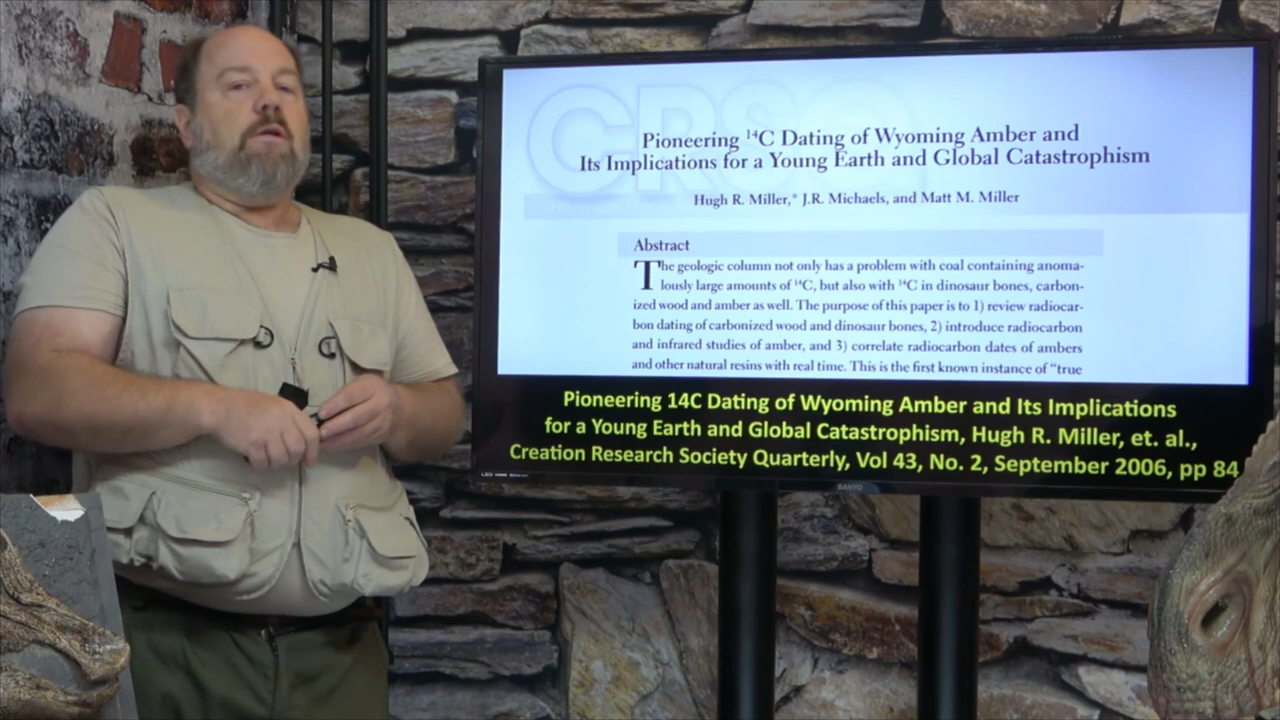 CRSQ
Pioneering ¹⁴C Dating of Wyoming Amber and
Its Implications for a Young Earth and Global Catastrophism
Hugh R. Miller,* J.R. Michaels, and Matt M. Miller
Abstract
The geologic column not only has a problem with coal containing anoma-
lously large amounts of ¹⁴C, but also with ¹⁴C in dinosaur bones, carbon-
ized wood and amber as well. The purpose of this paper is to 1) review radiocar-
bon dating of carbonized wood and dinosaur bones, 2) introduce radiocarbon
and infrared studies of amber, and 3) correlate radiocarbon dates of ambers
and other natural resins with real time. This is the first known instance of "true
Pioneering 14C Dating of Wyoming Amber and Its Implications
for a Young Earth and Global Catastrophism, Hugh R. Miller, et. al.,
Creation Research Society Quarterly, Vol 43, No. 2, September 2006, pp 84
SANYO